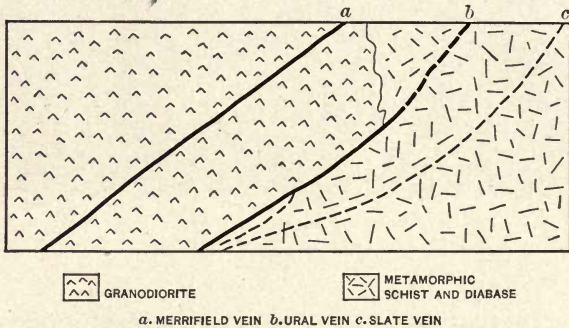 a b c
GRANODIORITE
METAMORPHIC
SCHIST AND DIABASE
a. MERRIFIELD VEIN b. URAL VEIN c. SLATE VEIN